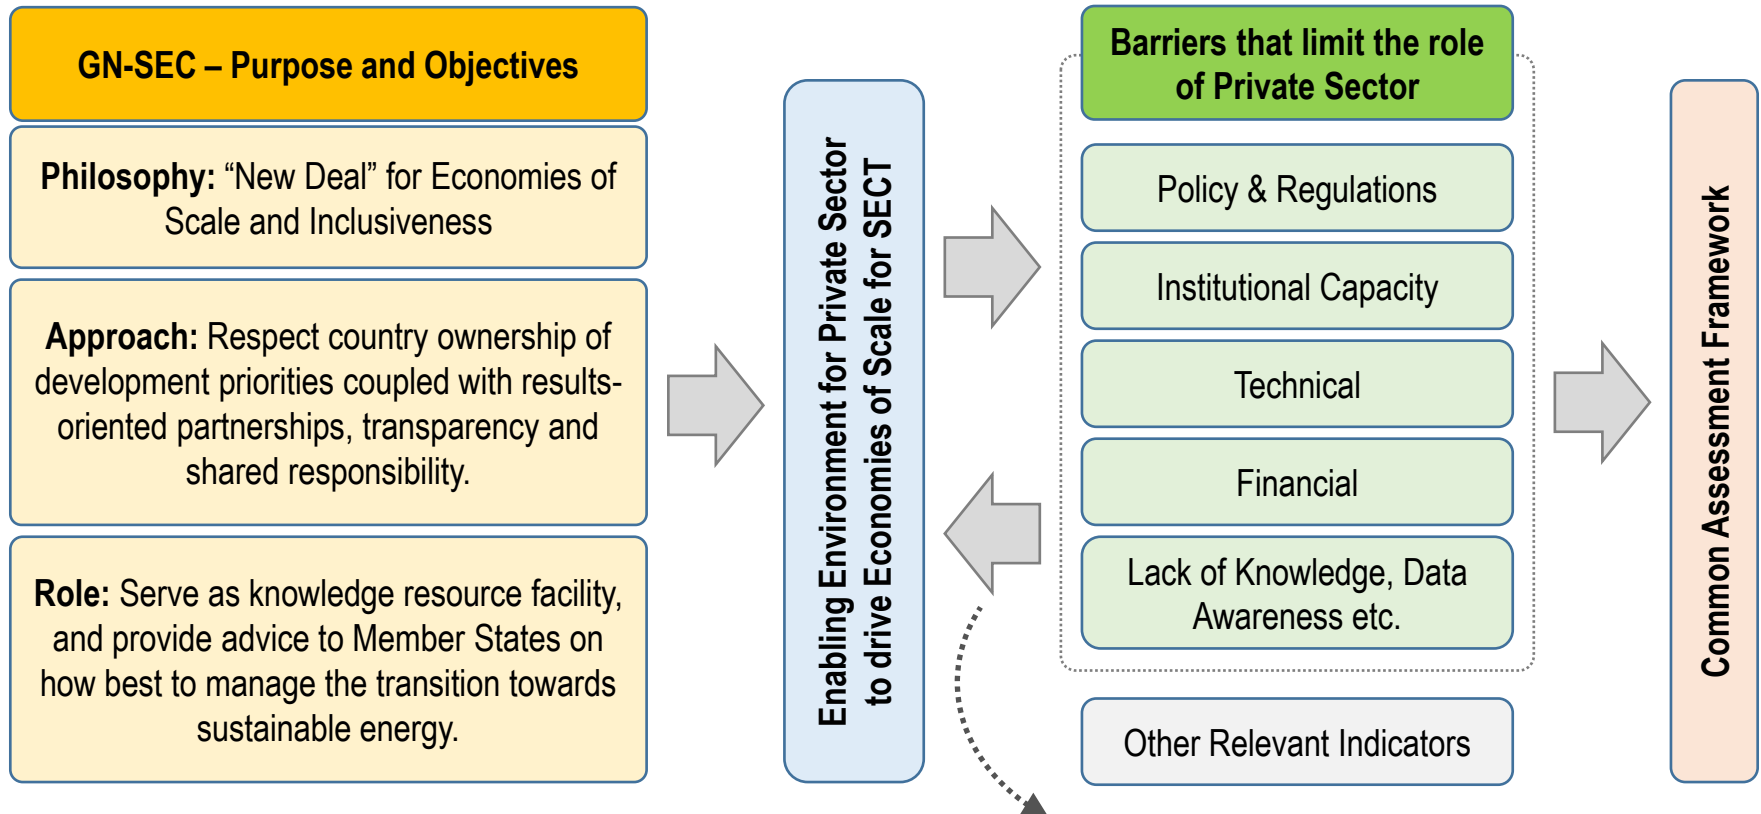 GN-SEC – Purpose and Objectives
Philosophy: “New Deal” for Economies of
Scale and Inclusiveness
Approach: Respect country ownership of
development priorities coupled with results-
oriented partnerships, transparency and
shared responsibility.
Role: Serve as knowledge resource facility,
and provide advice to Member States on
how best to manage the transition towards
sustainable energy.
Enabling Environment for Private Sector
to drive Economies of Scale for SECT
Barriers that limit the role
of Private Sector
Policy & Regulations
Institutional Capacity
Technical
Financial
Lack of Knowledge, Data
Awareness etc.
Other Relevant Indicators
Common Assessment Framework